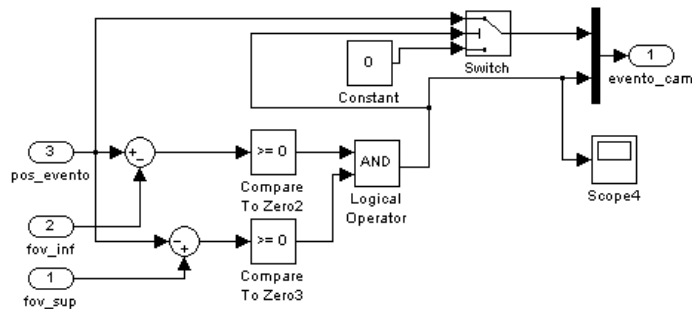 Switch
0
Constant
1
evento_cam
3
pos_evento
+
-
>= 0
Compare
To Zero2
AND
Logical
Operator
Scope4
2
fov_inf
-
+
>= 0
Compare
To Zero3
1
fov_sup